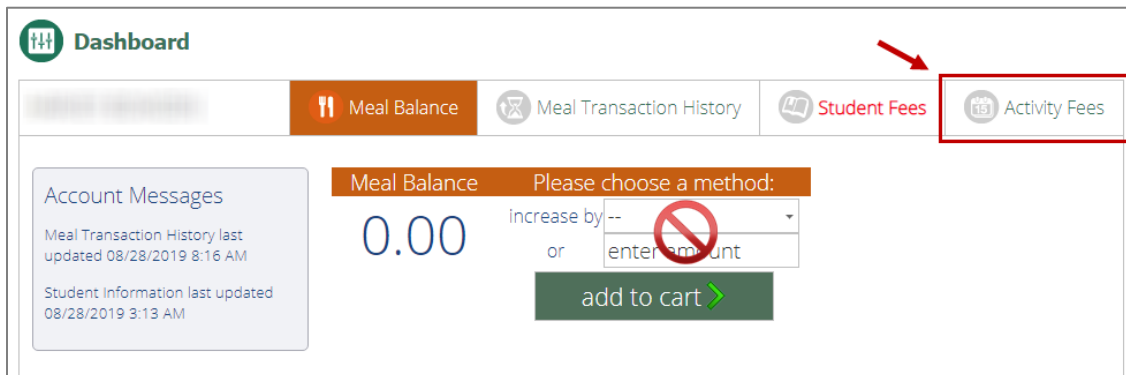 Dashboard
Meal Balance
Meal Transaction History
Student Fees
15
Activity Fees
Account Messages
Meal Transaction History last
updated 08/28/2019 8:16 AM
Student Information last updated
08/28/2019 3:13 AM
Meal Balance
0.00
Please choose a method:
increase by --
or enter amount
add to cart